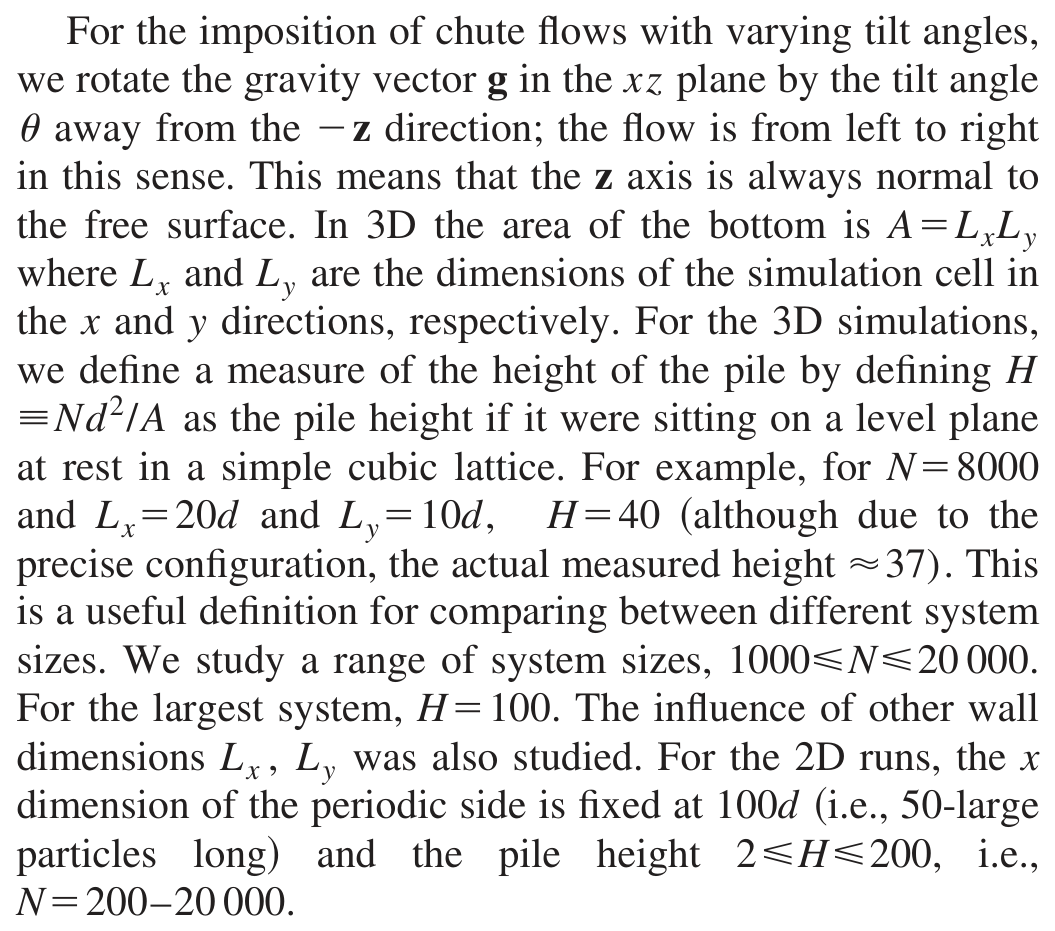 For the imposition of chute flows with varying tilt angles,
we rotate the gravity vector g in the xz plane by the tilt angle
θ away from the −z direction; the flow is from left to right
in this sense. This means that the z axis is always normal to
the free surface. In 3D the area of the bottom is A=LₓL_y
where Lₓ and L_y are the dimensions of the simulation cell in
the x and y directions, respectively. For the 3D simulations,
we define a measure of the height of the pile by defining H
≡Nd²/A as the pile height if it were sitting on a level plane
at rest in a simple cubic lattice. For example, for N=8000
and Lₓ=20d and L_y=10d, H=40 (although due to the
precise configuration, the actual measured height ≈37). This
is a useful definition for comparing between different system
sizes. We study a range of system sizes, 1000⩽N⩽20 000.
For the largest system, H=100. The influence of other wall
dimensions Lₓ, L_y was also studied. For the 2D runs, the x
dimension of the periodic side is fixed at 100d (i.e., 50-large
particles long) and the pile height 2⩽H⩽200, i.e.,
N=200–20 000.